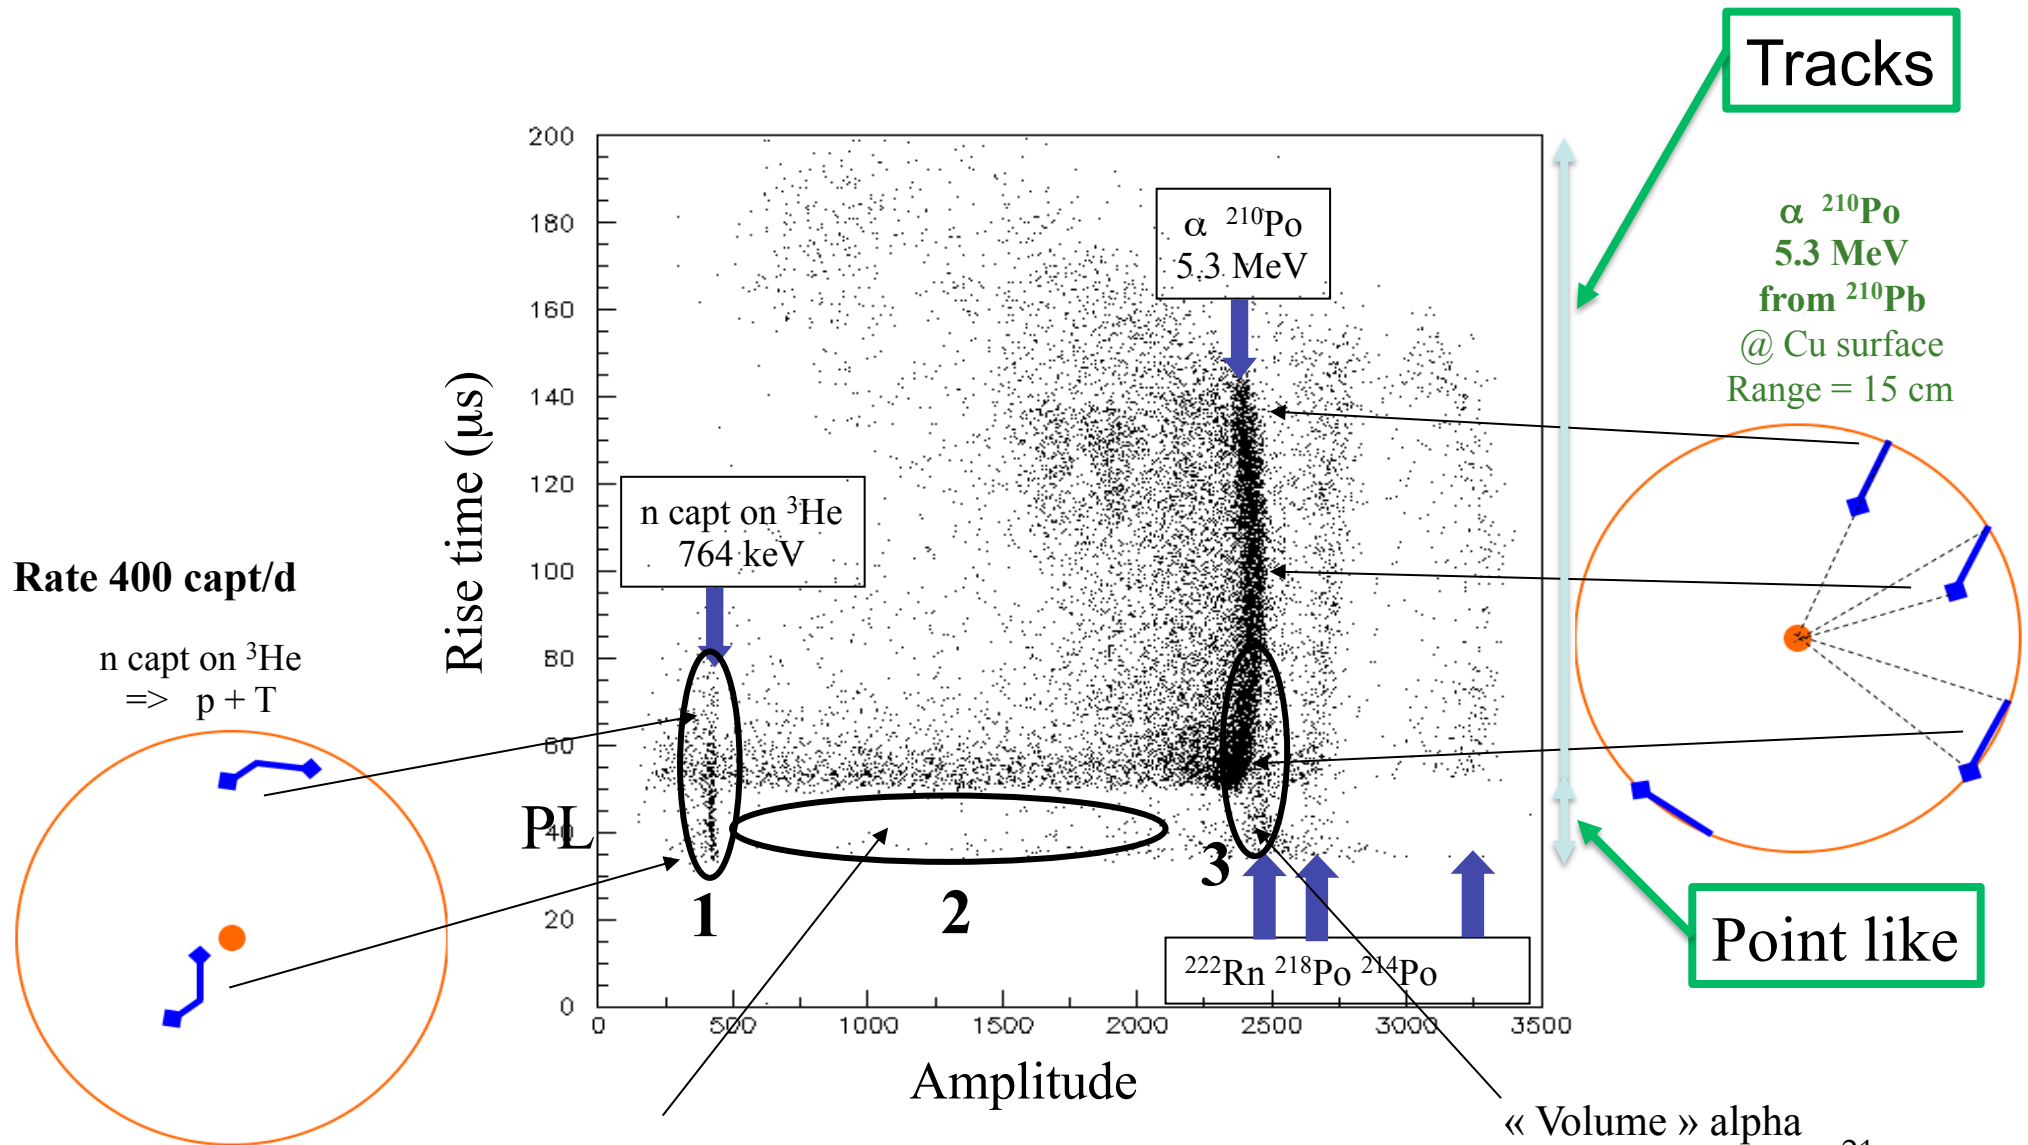 Tracks
α ²¹⁰Po
5.3 MeV
from ²¹⁰Pb
@ Cu surface
Range = 15 cm
200
180
160
140
120
100
80
60
40
20
0
Rise time (μs)
α ²¹⁰Po
5.3 MeV
n capt on ³He
764 keV
Rate 400 capt/d
n capt on ³He
=> p + T
PL
1
2
3
Point like
²²²Rn ²¹⁸Po ²¹⁴Po
0
500
1000
1500
2000
2500
3000
3500
Amplitude
« Volume » alpha
21